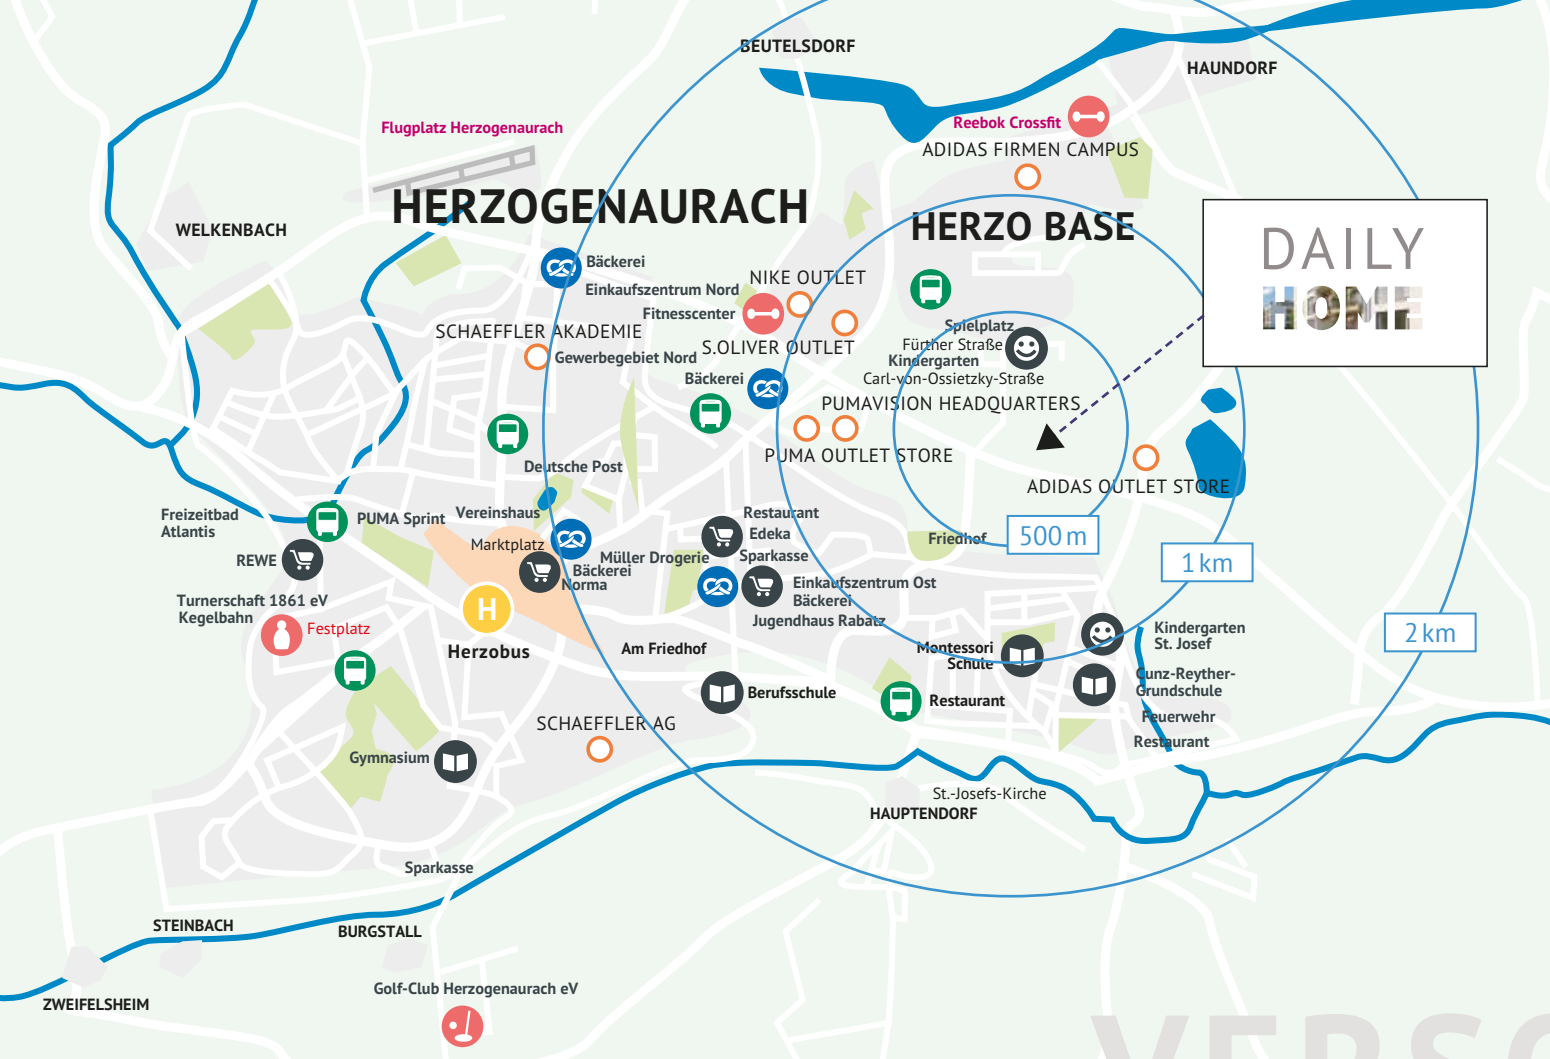 BEUTELSDORF
HAUNDORF
Reebok Crossfit
ADIDAS FIRMEN CAMPUS
Flugplatz Herzogenaurach
HERZOGENAURACH
HERZO BASE
WELKENBACH
DAILY
HOME
Bäckerei
Einkaufszentrum Nord
NIKE OUTLET
Fitnesscenter
SCHAEFFLER AKADEMIE
S.OLIVER OUTLET
Gewerbegebiet Nord
Bäckerei
Spielplatz
Fürther Straße
Kindergarten
Carl-von-Ossietzky-Straße
PUMAVISION HEADQUARTERS
PUMA OUTLET STORE
ADIDAS OUTLET STORE
Deutsche Post
Freizeitbad
Atlantis
PUMA Sprint
Vereinshaus
Marktplatz
REWE
Müller Drogerie
Bäckerei
Norma
Restaurant
Edeka
Sparkasse
Einkaufszentrum Ost
Bäckerei
Jugendhaus Rabatz
Friedhof
500 m
1 km
2 km
Turnerschaft 1861 eV
Kegelbahn
Festplatz
H
Herzobus
Am Friedhof
Berufsschule
Montessori
Schule
Kindergarten
St. Josef
Cunz-Reyther-
Grundschule
Feuerwehr
Restaurant
Restaurant
SCHAEFFLER AG
Gymnasium
St.-Josefs-Kirche
HAUPTENDORF
Sparkasse
STEINBACH
BURGSTALL
ZWEIFELSHEIM
Golf-Club Herzogenaurach eV